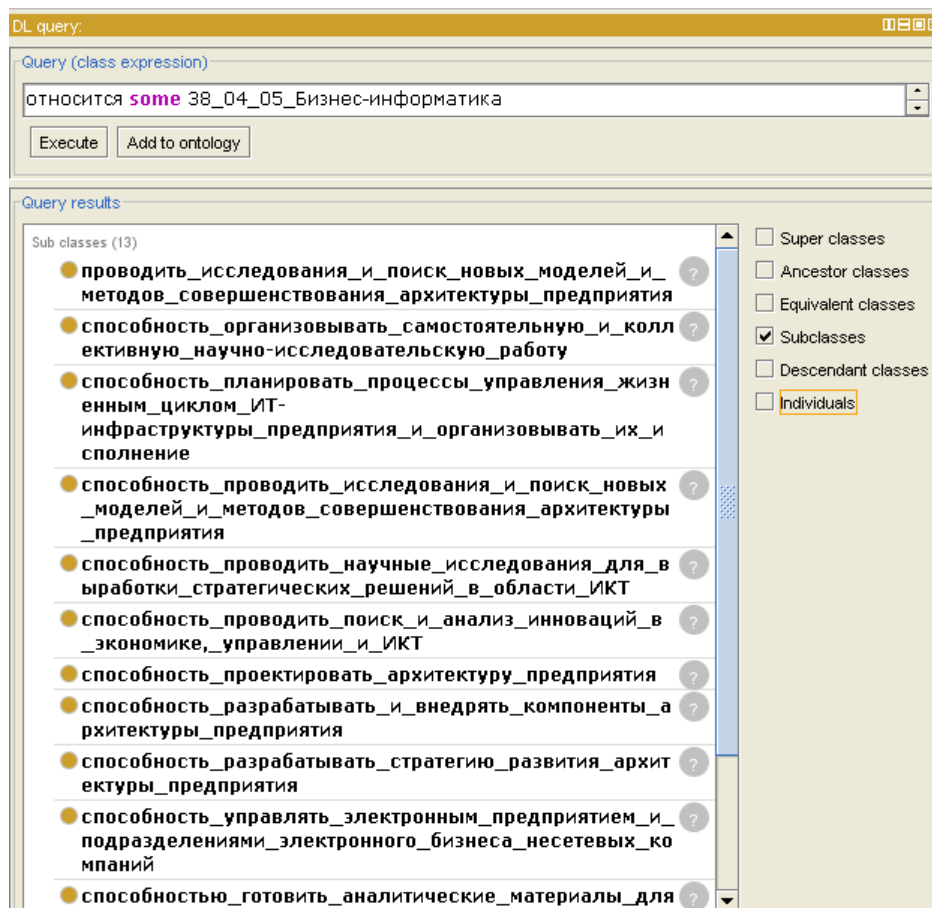 DL query:
Query (class expression)
относится some 38_04_05_Бизнес-информатика
Execute
Add to ontology
Query results
Sub classes (13)
проводить_исследования_и_поиск_новых_моделей_и_
методов_совершенствования_архитектуры_предприятия
?
способность_организовывать_самостоятельную_и_колл
ективную_научно-исследовательскую_работу
?
способность_планировать_процессы_управления_жизн
енным_циклом_ИТ-
инфраструктуры_предприятия_и_организовывать_их_и
сполнение
?
способность_проводить_исследования_и_поиск_новых
_моделей_и_методов_совершенствования_архитектуры
_предприятия
?
способность_проводить_научные_исследования_для_в
ыработки_стратегических_решений_в_области_ИКТ
?
способность_проводить_поиск_и_анализ_инноваций_в
_экономике,_управлении_и_ИКТ
?
способность_проектировать_архитектуру_предприятия
?
способность_разрабатывать_и_внедрять_компоненты_а
рхитектуры_предприятия
?
способность_разрабатывать_стратегию_развития_архит
ектуры_предприятия
?
способность_управлять_электронным_предприятием_и_
подразделениями_электронного_бизнеса_несетевых_ко
мпаний
?
способностью_готовить_аналитические_материалы_для
?
Super classes
Ancestor classes
Equivalent classes
Subclasses
Descendant classes
Individuals